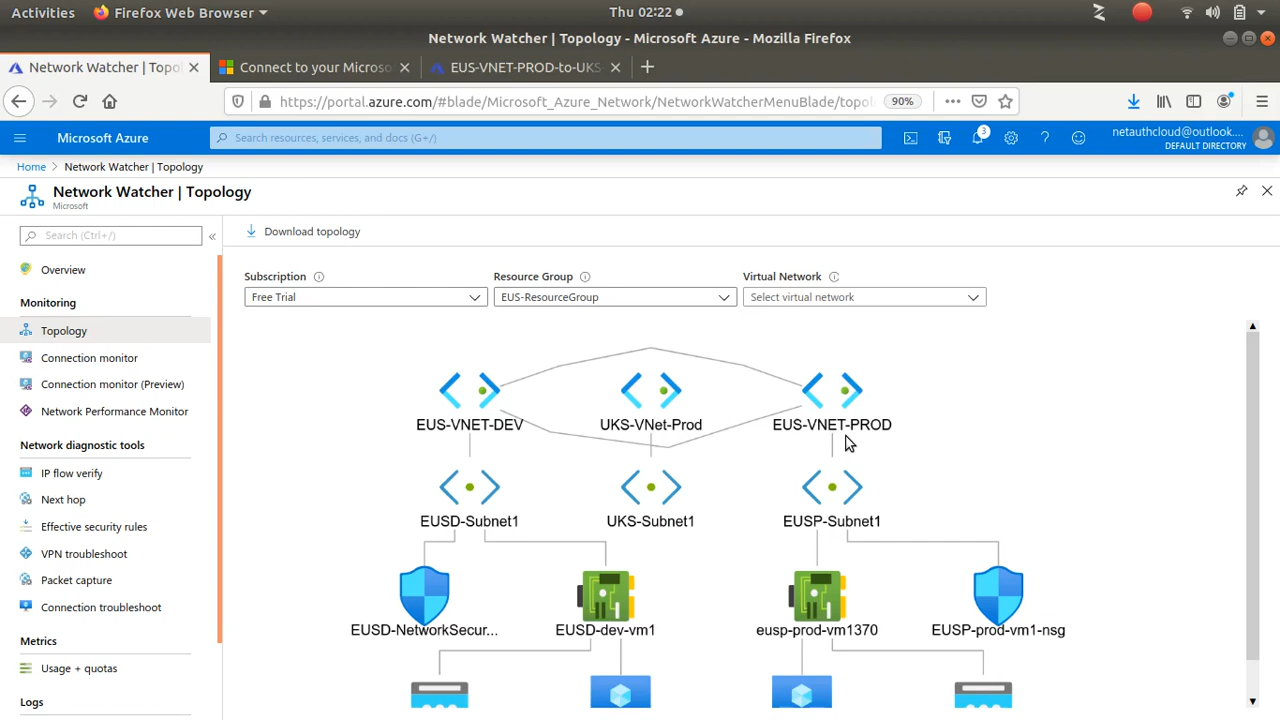 Activities Firefox Web Browser Thu 02:22
Network Watcher | Topology - Microsoft Azure - Mozilla Firefox
Network Watcher | Topo Connect to your Microso EUS-VNET-PROD-to-UKS
https://portal.azure.com/#blade/Microsoft_Azure_Network/NetworkWatcherMenuBlade/topol 90%
Microsoft Azure Search resources, services, and docs (G+/) 3 netauthcloud@outlook....
DEFAULT DIRECTORY
Home > Network Watcher | Topology
Network Watcher | Topology
Microsoft
Search (Ctrl+/) «
Download topology
Overview
Monitoring
Topology
Connection monitor
Connection monitor (Preview)
Network Performance Monitor
Network diagnostic tools
IP flow verify
Next hop
Effective security rules
VPN troubleshoot
Packet capture
Connection troubleshoot
Metrics
Usage + quotas
Logs
Subscription Resource Group Virtual Network
Free Trial EUS-ResourceGroup Select virtual network
EUS-VNET-DEV UKS-VNet-Prod EUS-VNET-PROD
EUSD-Subnet1 UKS-Subnet1 EUSP-Subnet1
EUSD-NetworkSecur... EUSD-dev-vm1 eusp-prod-vm1370 EUSP-prod-vm1-nsg